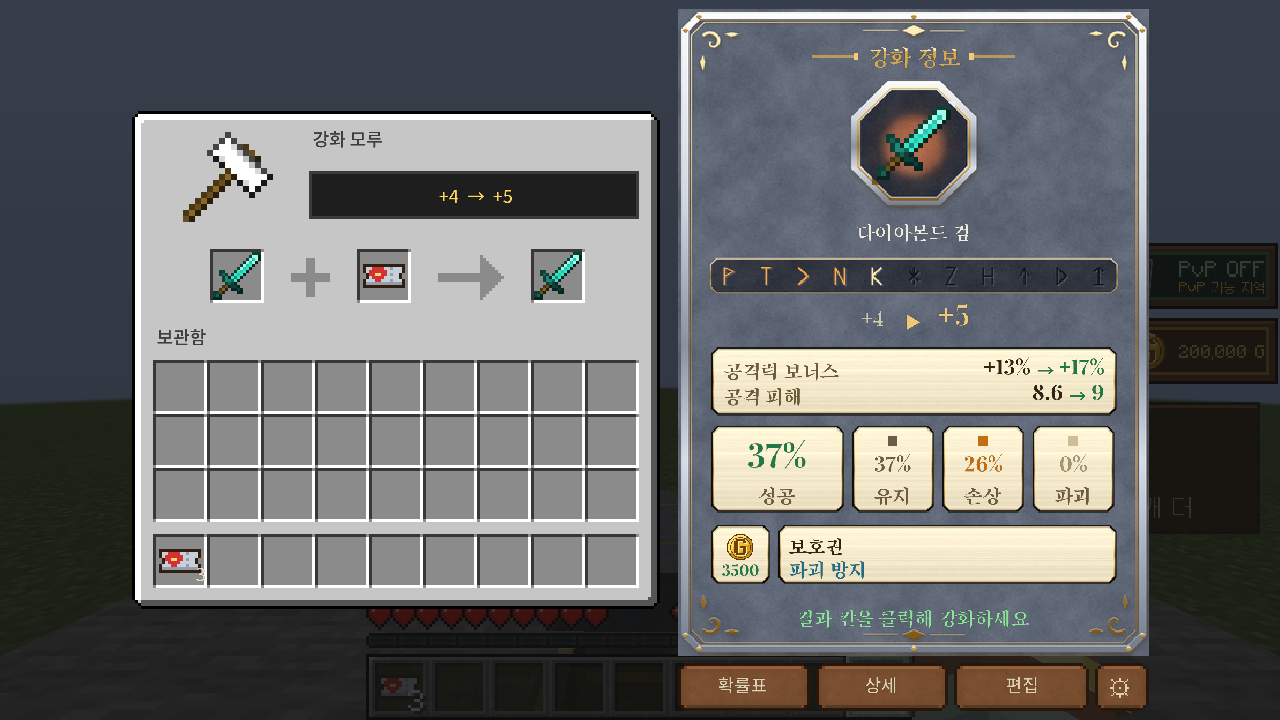 강화 모루
+4 → +5
보관함
3
강화 정보
다이아몬드 검
+4 ▶ +5
공격력 보너스 +13% → +17%
공격 피해 8.6 → 9
37%
성공
37%
유지
26%
손상
0%
파괴
3500
보호권
파괴 방지
결과 칸을 클릭해 강화하세요
확률표
상세
편집
PvP OFF
PvP 가능 지역
200,000 G
더
3